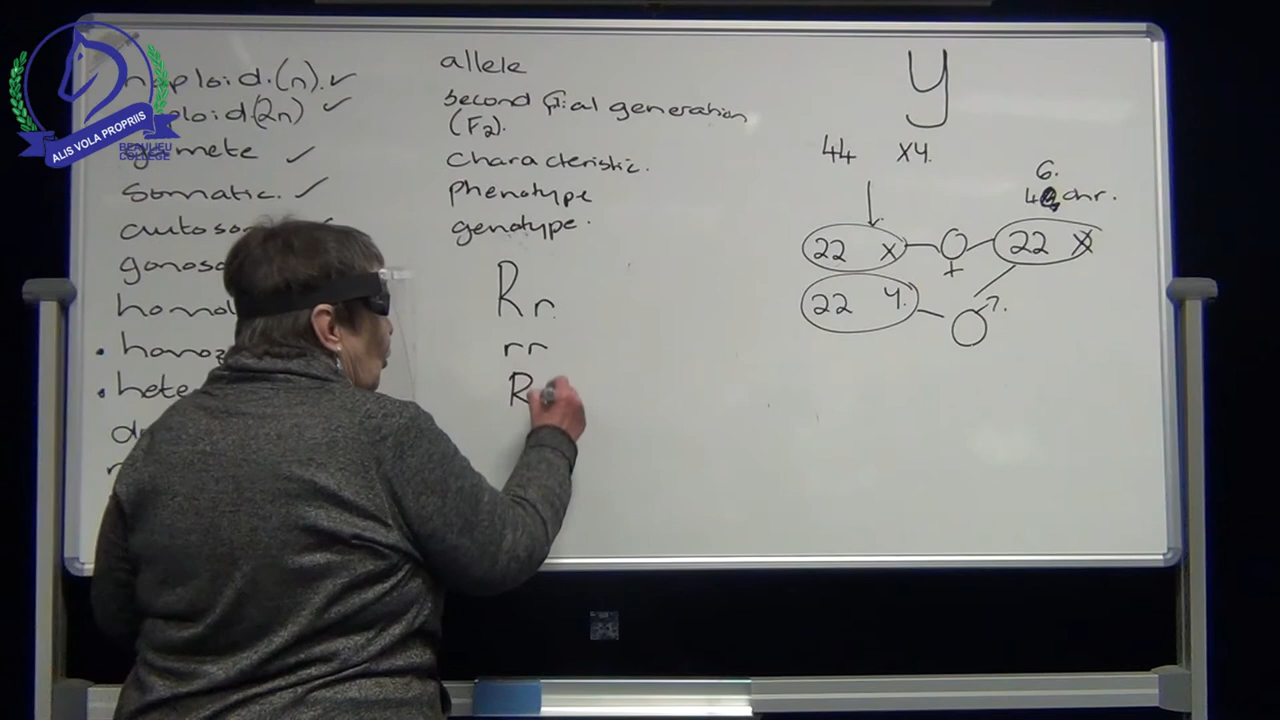 ALIS VOLA PROPRIIS
BEAULIEU
COLLEGE
haploid.(n). ✓
ploid(2n) ✓
gamete ✓
Somatic. ✓
autoso
gonoso
homol
• homoz
• hete
allele
second filial generation
(F2).
characteristic.
phenotype
genotype.
Rr
rr
R
y
44 XY.
6.
4 chr.
22 X ♀ 22 X
22 Y. ♂